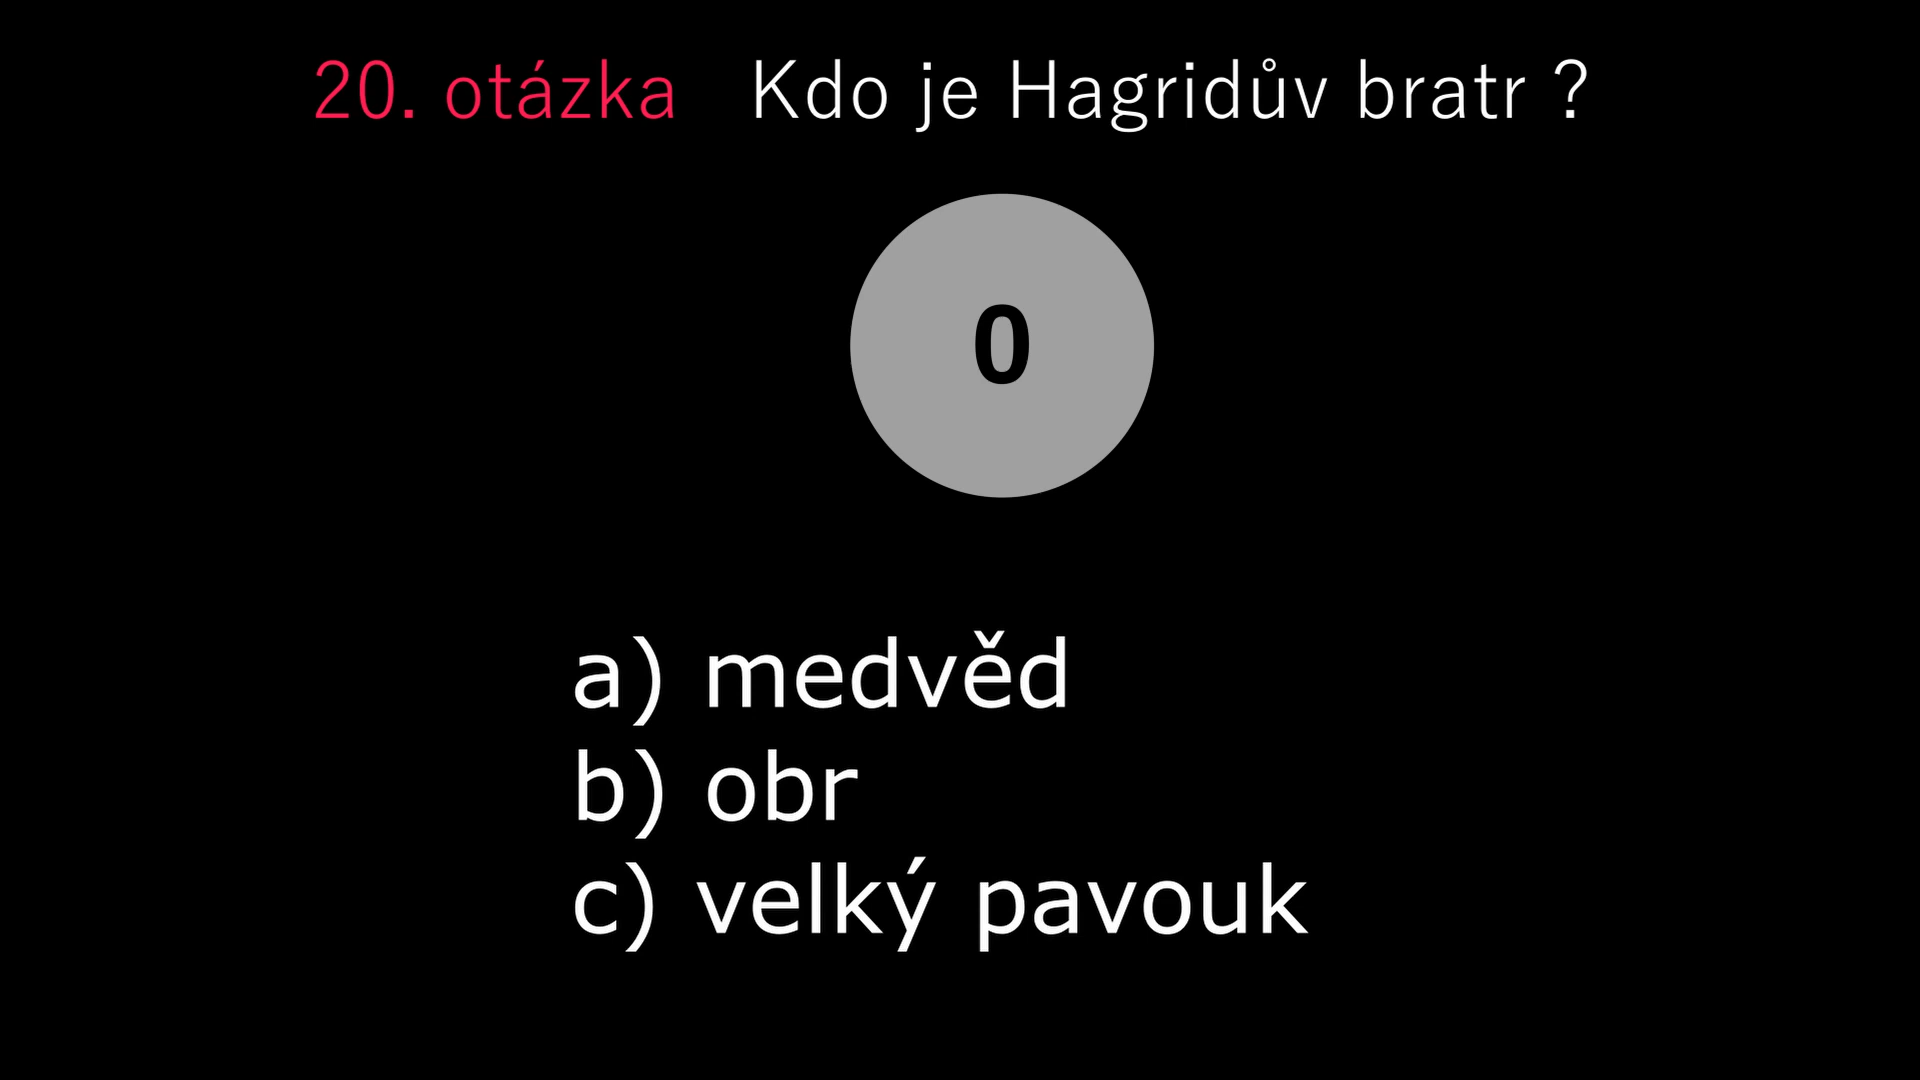 20. otázka Kdo je Hagridův bratr ?
0
a) medvěd
b) obr
c) velký pavouk